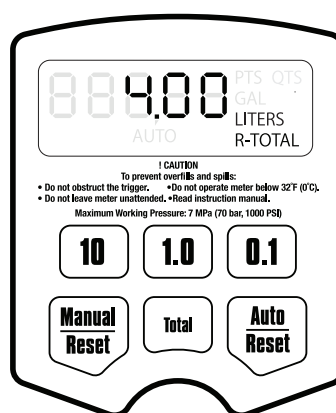 4.00
PTS QTS
GAL
LITERS
AUTO
R-TOTAL
! CAUTION
To prevent overfills and spills:
• Do not obstruct the trigger. •Do not operate meter below 32°F (0°C).
• Do not leave meter unattended. •Read instruction manual.
Maximum Working Pressure: 7 MPa (70 bar, 1000 PSI)
10 1.0 0.1
Manual
Reset
Total
Auto
Reset